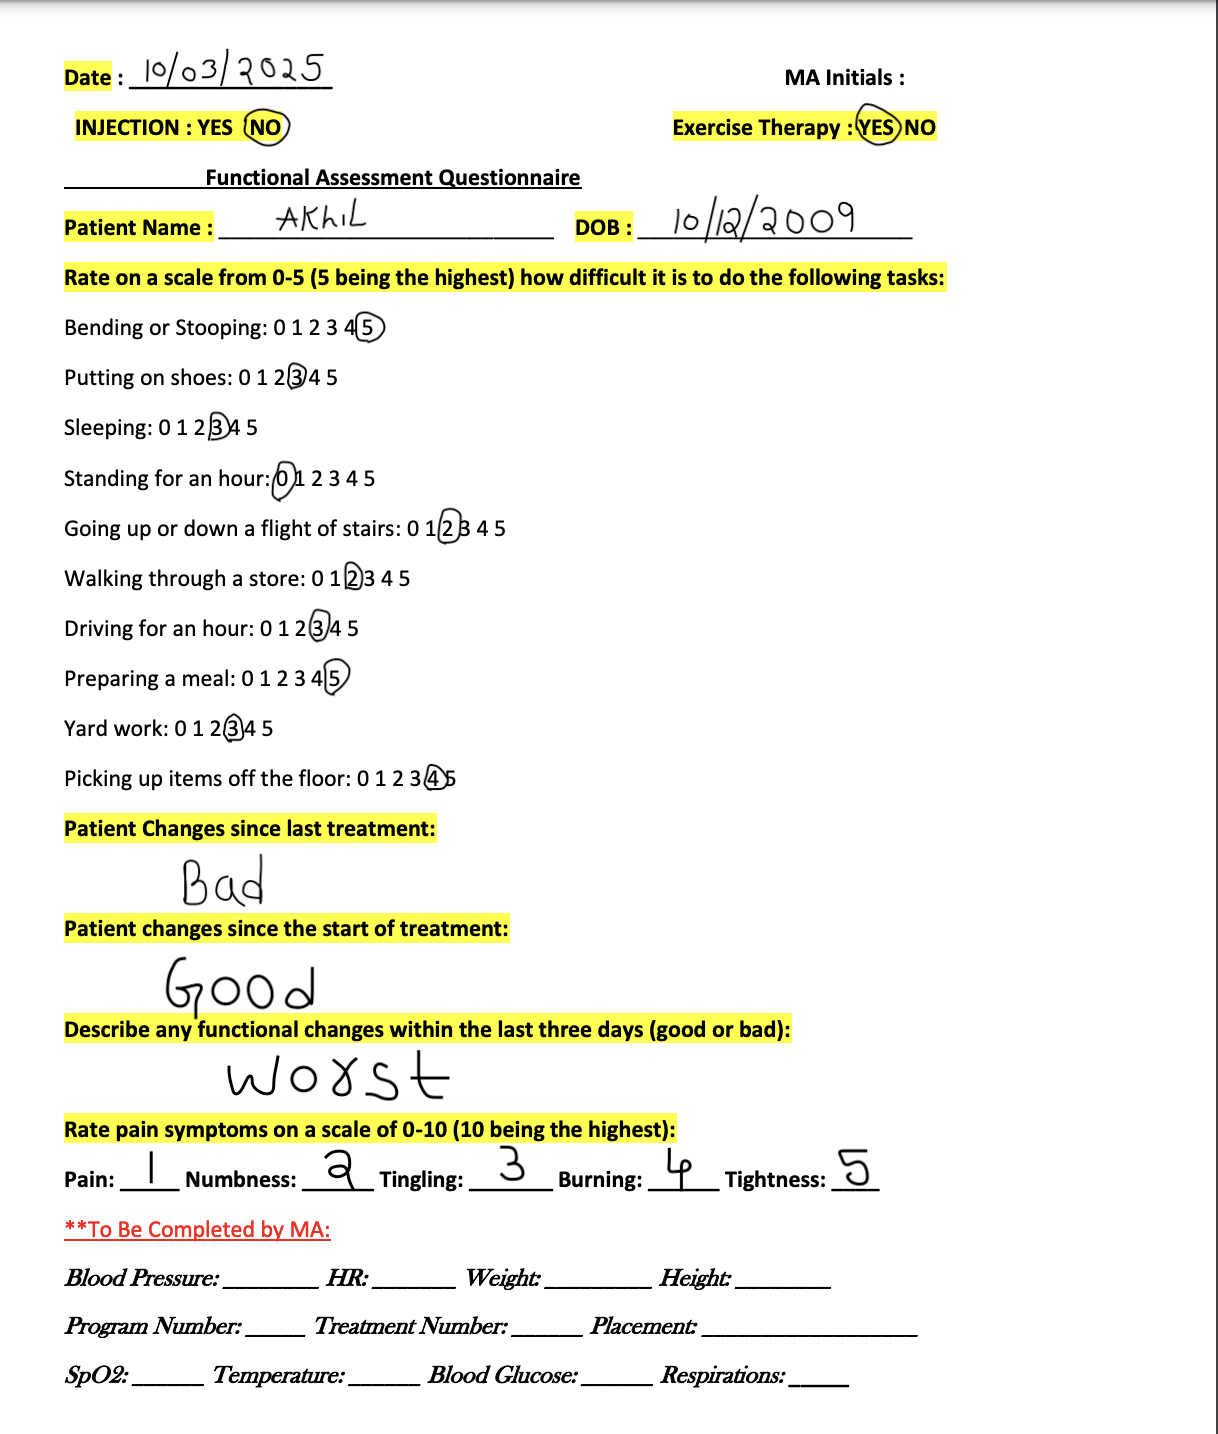 Date : 10/03/2025 MA Initials :
INJECTION : YES NO Exercise Therapy : YES NO
Functional Assessment Questionnaire
Patient Name : AKhiL DOB : 10/12/2009
Rate on a scale from 0-5 (5 being the highest) how difficult it is to do the following tasks:
Bending or Stooping: 0 1 2 3 4 5
Putting on shoes: 0 1 2 3 4 5
Sleeping: 0 1 2 3 4 5
Standing for an hour: 0 1 2 3 4 5
Going up or down a flight of stairs: 0 1 2 3 4 5
Walking through a store: 0 1 2 3 4 5
Driving for an hour: 0 1 2 3 4 5
Preparing a meal: 0 1 2 3 4 5
Yard work: 0 1 2 3 4 5
Picking up items off the floor: 0 1 2 3 4 5
Patient Changes since last treatment:
Bad
Patient changes since the start of treatment:
Good
Describe any functional changes within the last three days (good or bad):
Worst
Rate pain symptoms on a scale of 0-10 (10 being the highest):
Pain: 1 Numbness: 2 Tingling: 3 Burning: 4 Tightness: 5
**To Be Completed by MA:
Blood Pressure: ________ HR: _______ Weight: _________ Height: ________
Program Number: _____ Treatment Number: ______ Placement: __________________
SpO2: ______ Temperature: ______ Blood Glucose: ______ Respirations: _____